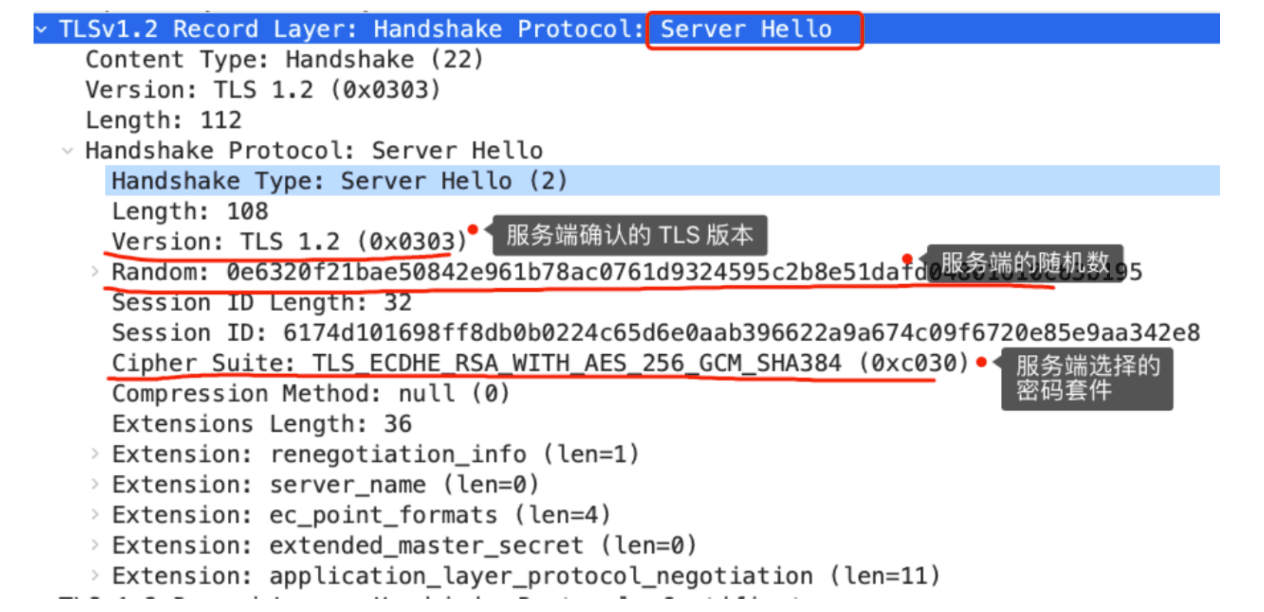 TLSv1.2 Record Layer: Handshake Protocol: Server Hello
Content Type: Handshake (22)
Version: TLS 1.2 (0x0303)
Length: 112
Handshake Protocol: Server Hello
Handshake Type: Server Hello (2)
Length: 108
Version: TLS 1.2 (0x0303)
服务端确认的 TLS 版本
Random: 0e6320f21bae50842e961b78ac0761d9324595c2b8e51dafd
服务端的随机数
Session ID Length: 32
Session ID: 6174d101698ff8db0b0224c65d6e0aab396622a9a674c09f6720e85e9aa342e8
Cipher Suite: TLS_ECDHE_RSA_WITH_AES_256_GCM_SHA384 (0xc030)
服务端选择的
密码套件
Compression Method: null (0)
Extensions Length: 36
Extension: renegotiation_info (len=1)
Extension: server_name (len=0)
Extension: ec_point_formats (len=4)
Extension: extended_master_secret (len=0)
Extension: application_layer_protocol_negotiation (len=11)